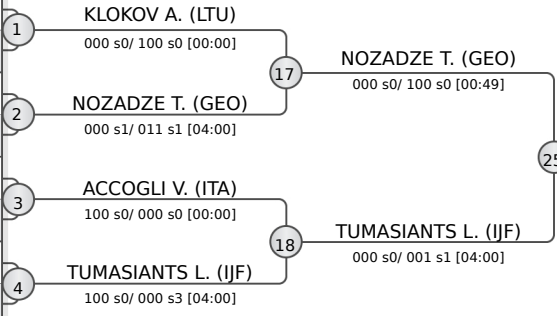 KLOKOV A. (LTU)
1
000 s0/ 100 s0 [00:00]
NOZADZE T. (GEO)
17
000 s0/ 100 s0 [00:49]
NOZADZE T. (GEO)
2
000 s1/ 011 s1 [04:00]
25
ACCOGLI V. (ITA)
3
100 s0/ 000 s0 [00:00]
TUMASIANTS L. (IJF)
18
000 s0/ 001 s1 [04:00]
TUMASIANTS L. (IJF)
4
100 s0/ 000 s3 [04:00]